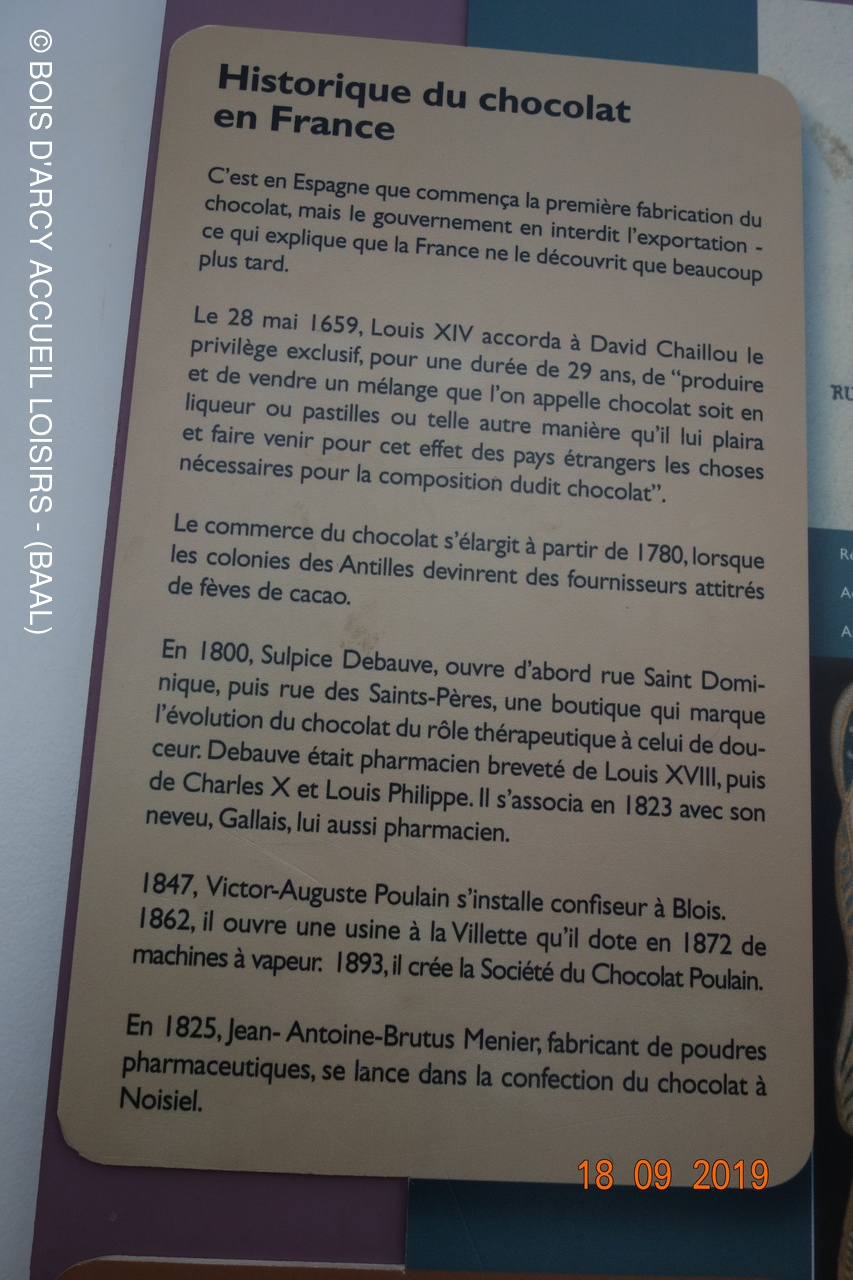 © BOIS D'ARCY ACCUEIL LOISIRS - (BAAL)
Historique du chocolat
en France
C'est en Espagne que commença la première fabrication du
chocolat, mais le gouvernement en interdit l'exportation -
ce qui explique que la France ne le découvrit que beaucoup
plus tard.
Le 28 mai 1659, Louis XIV accorda à David Chaillou le
privilège exclusif, pour une durée de 29 ans, de “produire
et de vendre un mélange que l'on appelle chocolat soit en
liqueur ou pastilles ou telle autre manière qu'il lui plaira
et faire venir pour cet effet des pays étrangers les choses
nécessaires pour la composition dudit chocolat”.
Le commerce du chocolat s'élargit à partir de 1780, lorsque
les colonies des Antilles devinrent des fournisseurs attitrés
de fèves de cacao.
En 1800, Sulpice Debauve, ouvre d'abord rue Saint Domi-
nique, puis rue des Saints-Pères, une boutique qui marque
l'évolution du chocolat du rôle thérapeutique à celui de dou-
ceur. Debauve était pharmacien breveté de Louis XVIII, puis
de Charles X et Louis Philippe. Il s'associa en 1823 avec son
neveu, Gallais, lui aussi pharmacien.
1847, Victor-Auguste Poulain s'installe confiseur à Blois.
1862, il ouvre une usine à la Villette qu'il dote en 1872 de
machines à vapeur. 1893, il crée la Société du Chocolat Poulain.
En 1825, Jean- Antoine-Brutus Menier, fabricant de poudres
pharmaceutiques, se lance dans la confection du chocolat à
Noisiel.
18 09 2019